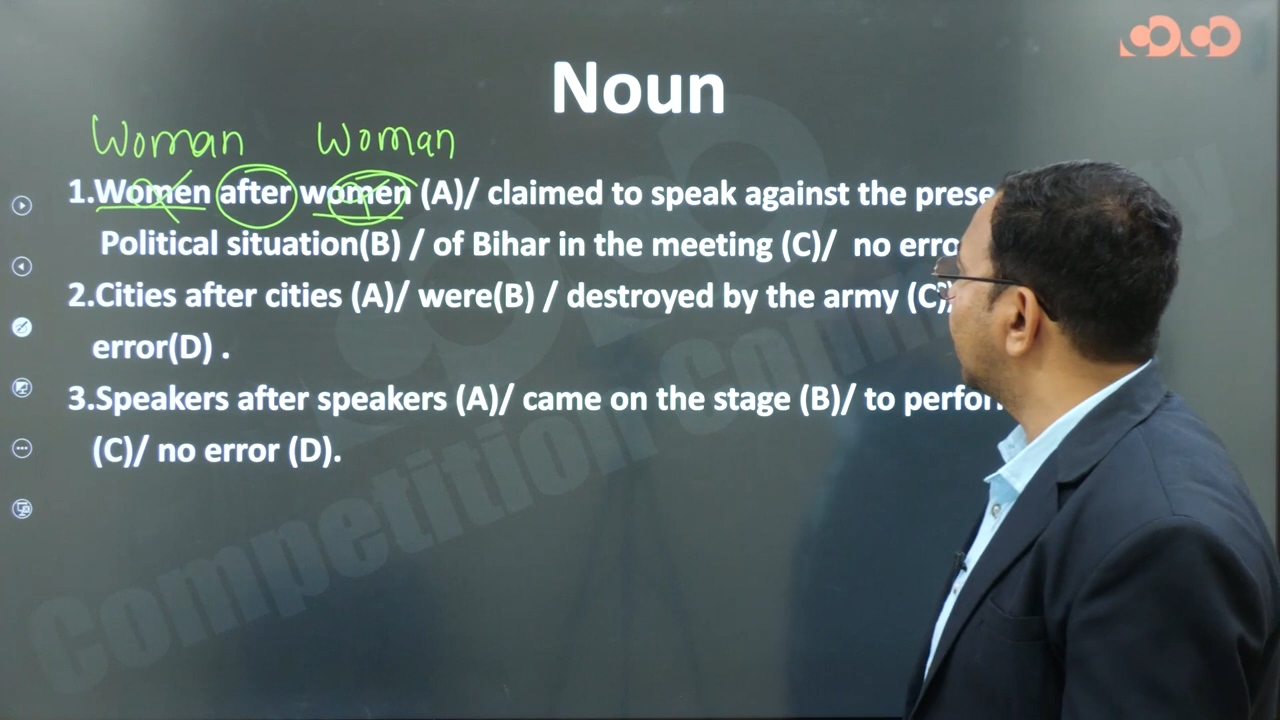 Noun
Woman Woman
1.Women after women (A)/ claimed to speak against the prese
Political situation(B) / of Bihar in the meeting (C)/ no erro
2.Cities after cities (A)/ were(B) / destroyed by the army (C)/
error(D) .
3.Speakers after speakers (A)/ came on the stage (B)/ to perfor
(C)/ no error (D).
Competition Comm y